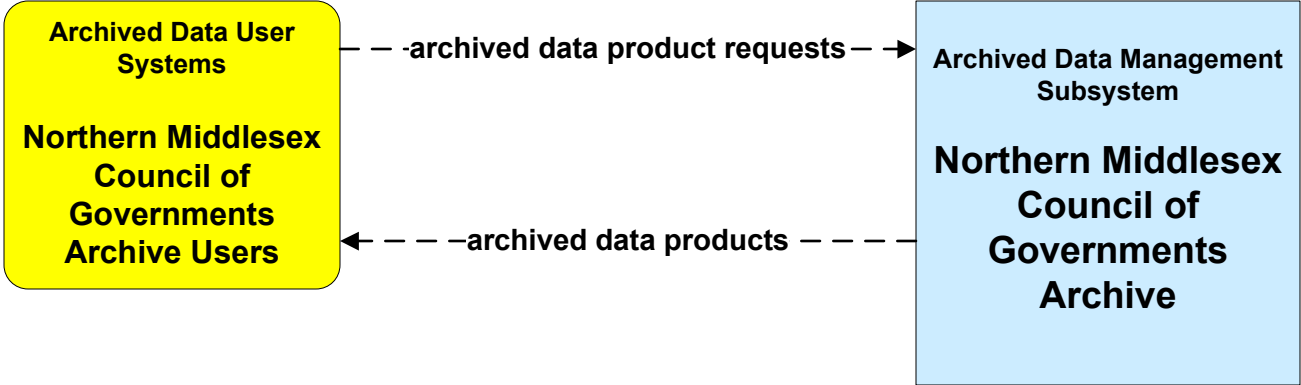 Archived Data User
Systems
Northern Middlesex
Council of
Governments
Archive Users
archived data product requests
archived data products
Archived Data Management
Subsystem
Northern Middlesex
Council of
Governments
Archive